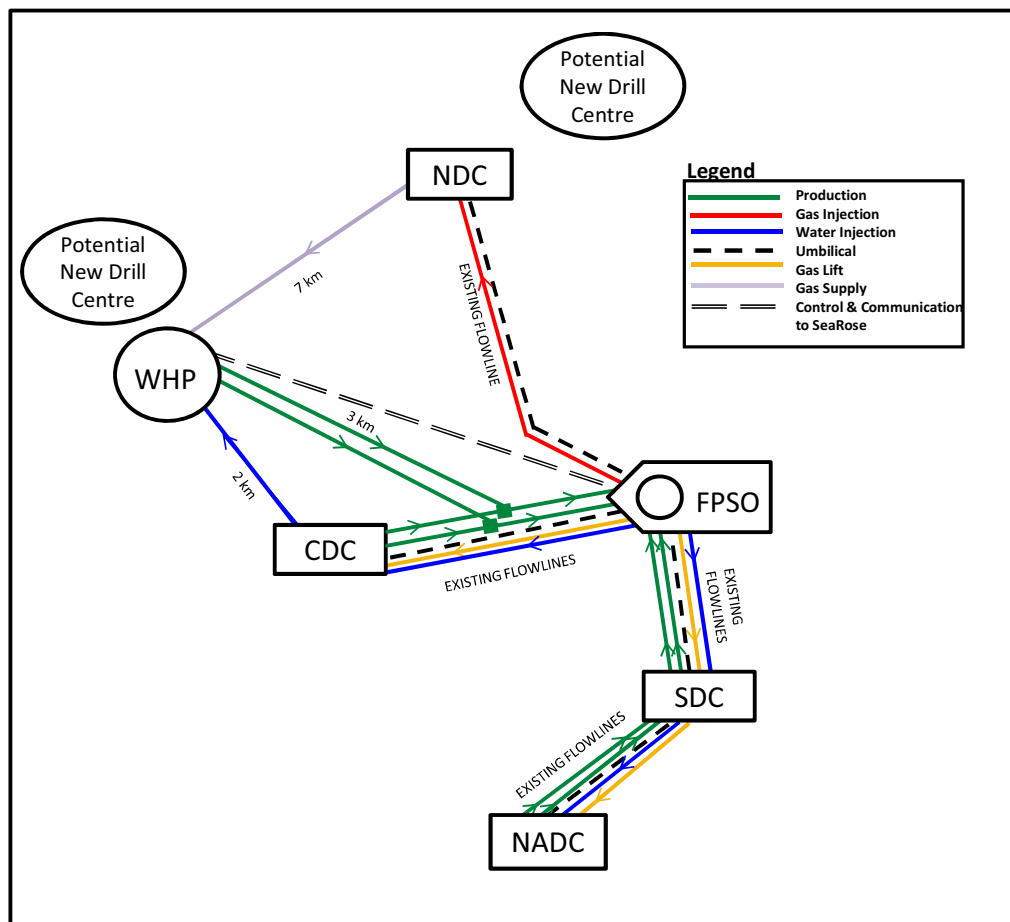 Potential
New Drill
Centre
NDC
Legend
Production
Gas Injection
Water Injection
Umbilical
Gas Lift
Gas Supply
Control & Communication
to SeaRose
Potential
New Drill
Centre
7 km
EXISTING FLOWLINE
WHP
3 km
2 km
FPSO
CDC
EXISTING FLOWLINES
EXISTING
FLOWLINES
SDC
EXISTING FLOWLINES
NADC